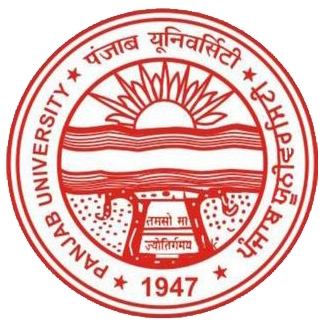 पंजाब यूनिवर्सिटी
PANJAB UNIVERSITY
ਪੰਜਾਬ ਯੂਨੀਵਰਸਿਟੀ
तमसो मा
ज्योतिर्गमय
1947